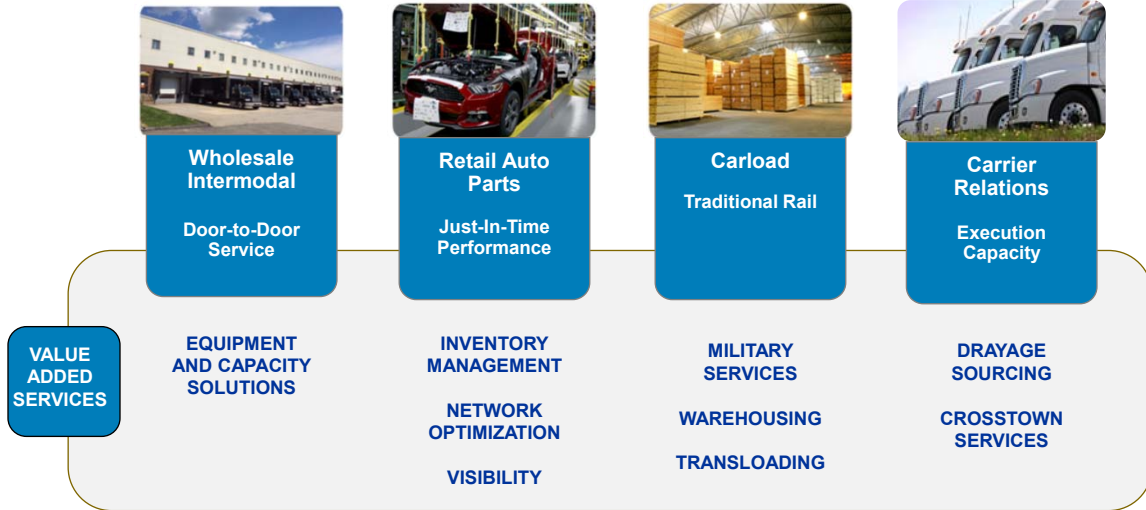 Wholesale
Intermodal
Door-to-Door
Service
Retail Auto
Parts
Just-In-Time
Performance
Carload
Traditional Rail
Carrier
Relations
Execution
Capacity
VALUE
ADDED
SERVICES
EQUIPMENT
AND CAPACITY
SOLUTIONS
INVENTORY
MANAGEMENT
NETWORK
OPTIMIZATION
VISIBILITY
MILITARY
SERVICES
WAREHOUSING
TRANSLOADING
DRAYAGE
SOURCING
CROSSTOWN
SERVICES